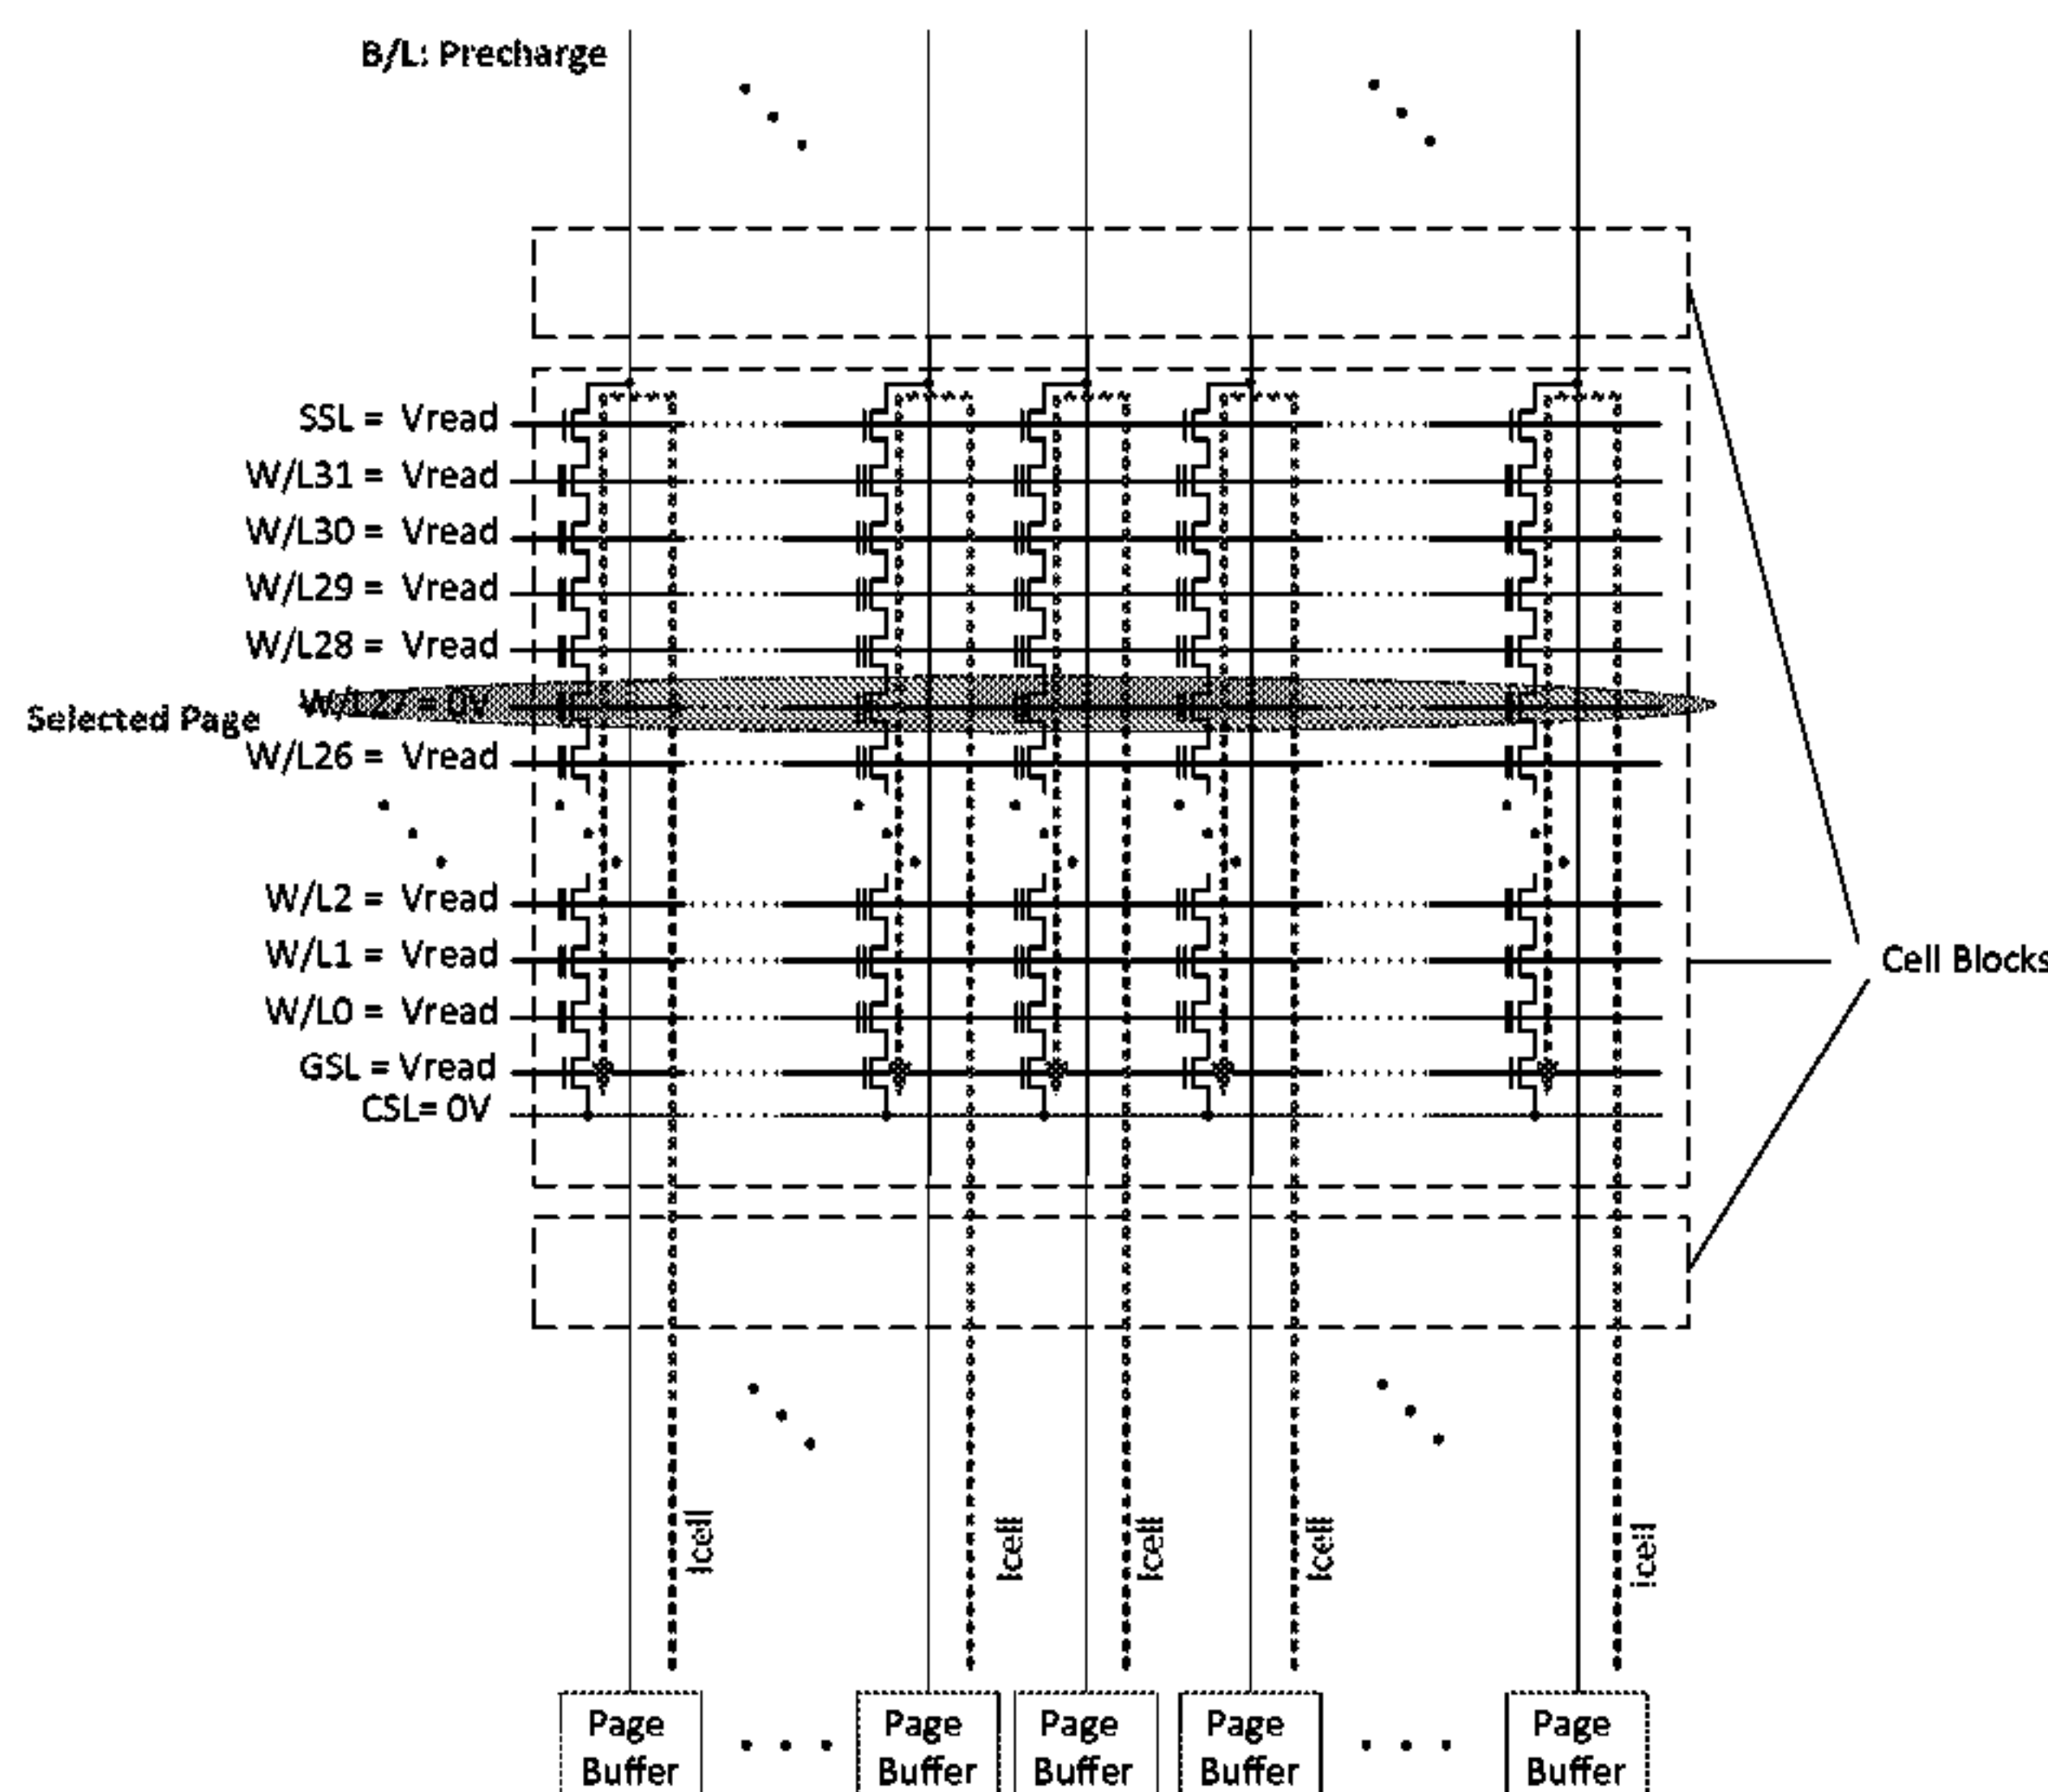 B/L: Precharge
SSL = Vread
W/L31 = Vread
W/L30 = Vread
W/L29 = Vread
W/L28 = Vread
W/L27 = 0V
Selected Page
W/L26 = Vread
W/L2 = Vread
W/L1 = Vread
W/L0 = Vread
GSL = Vread
CSL= 0V
Cell Blocks
Icell
Icell
Icell
Icell
Icell
Page
Buffer
Page
Buffer
Page
Buffer
Page
Buffer
Page
Buffer